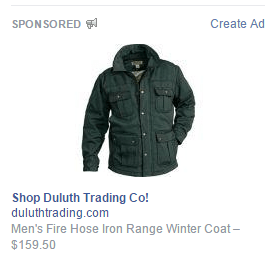 SPONSORED Create Ad
Shop Duluth Trading Co!
duluthtrading.com
Men's Fire Hose Iron Range Winter Coat –
$159.50